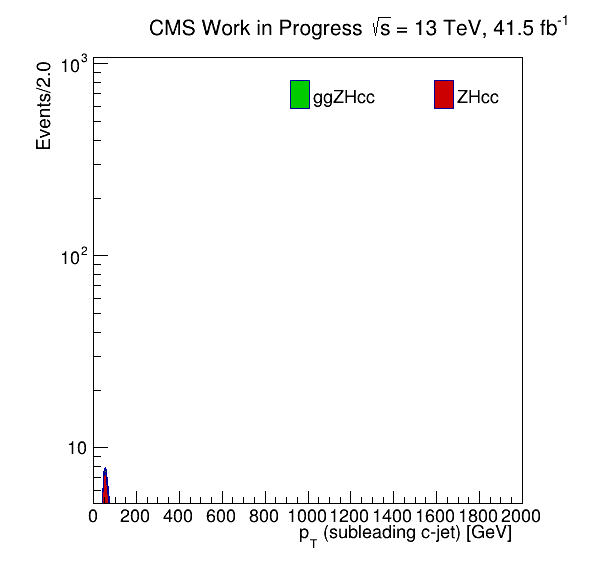 CMS Work in Progress √s = 13 TeV, 41.5 fb⁻¹
Events/2.0
10³
10²
10
ggZHcc
ZHcc
0 200 400 600 800 1000 1200 1400 1600 1800 2000
p_T (subleading c-jet) [GeV]